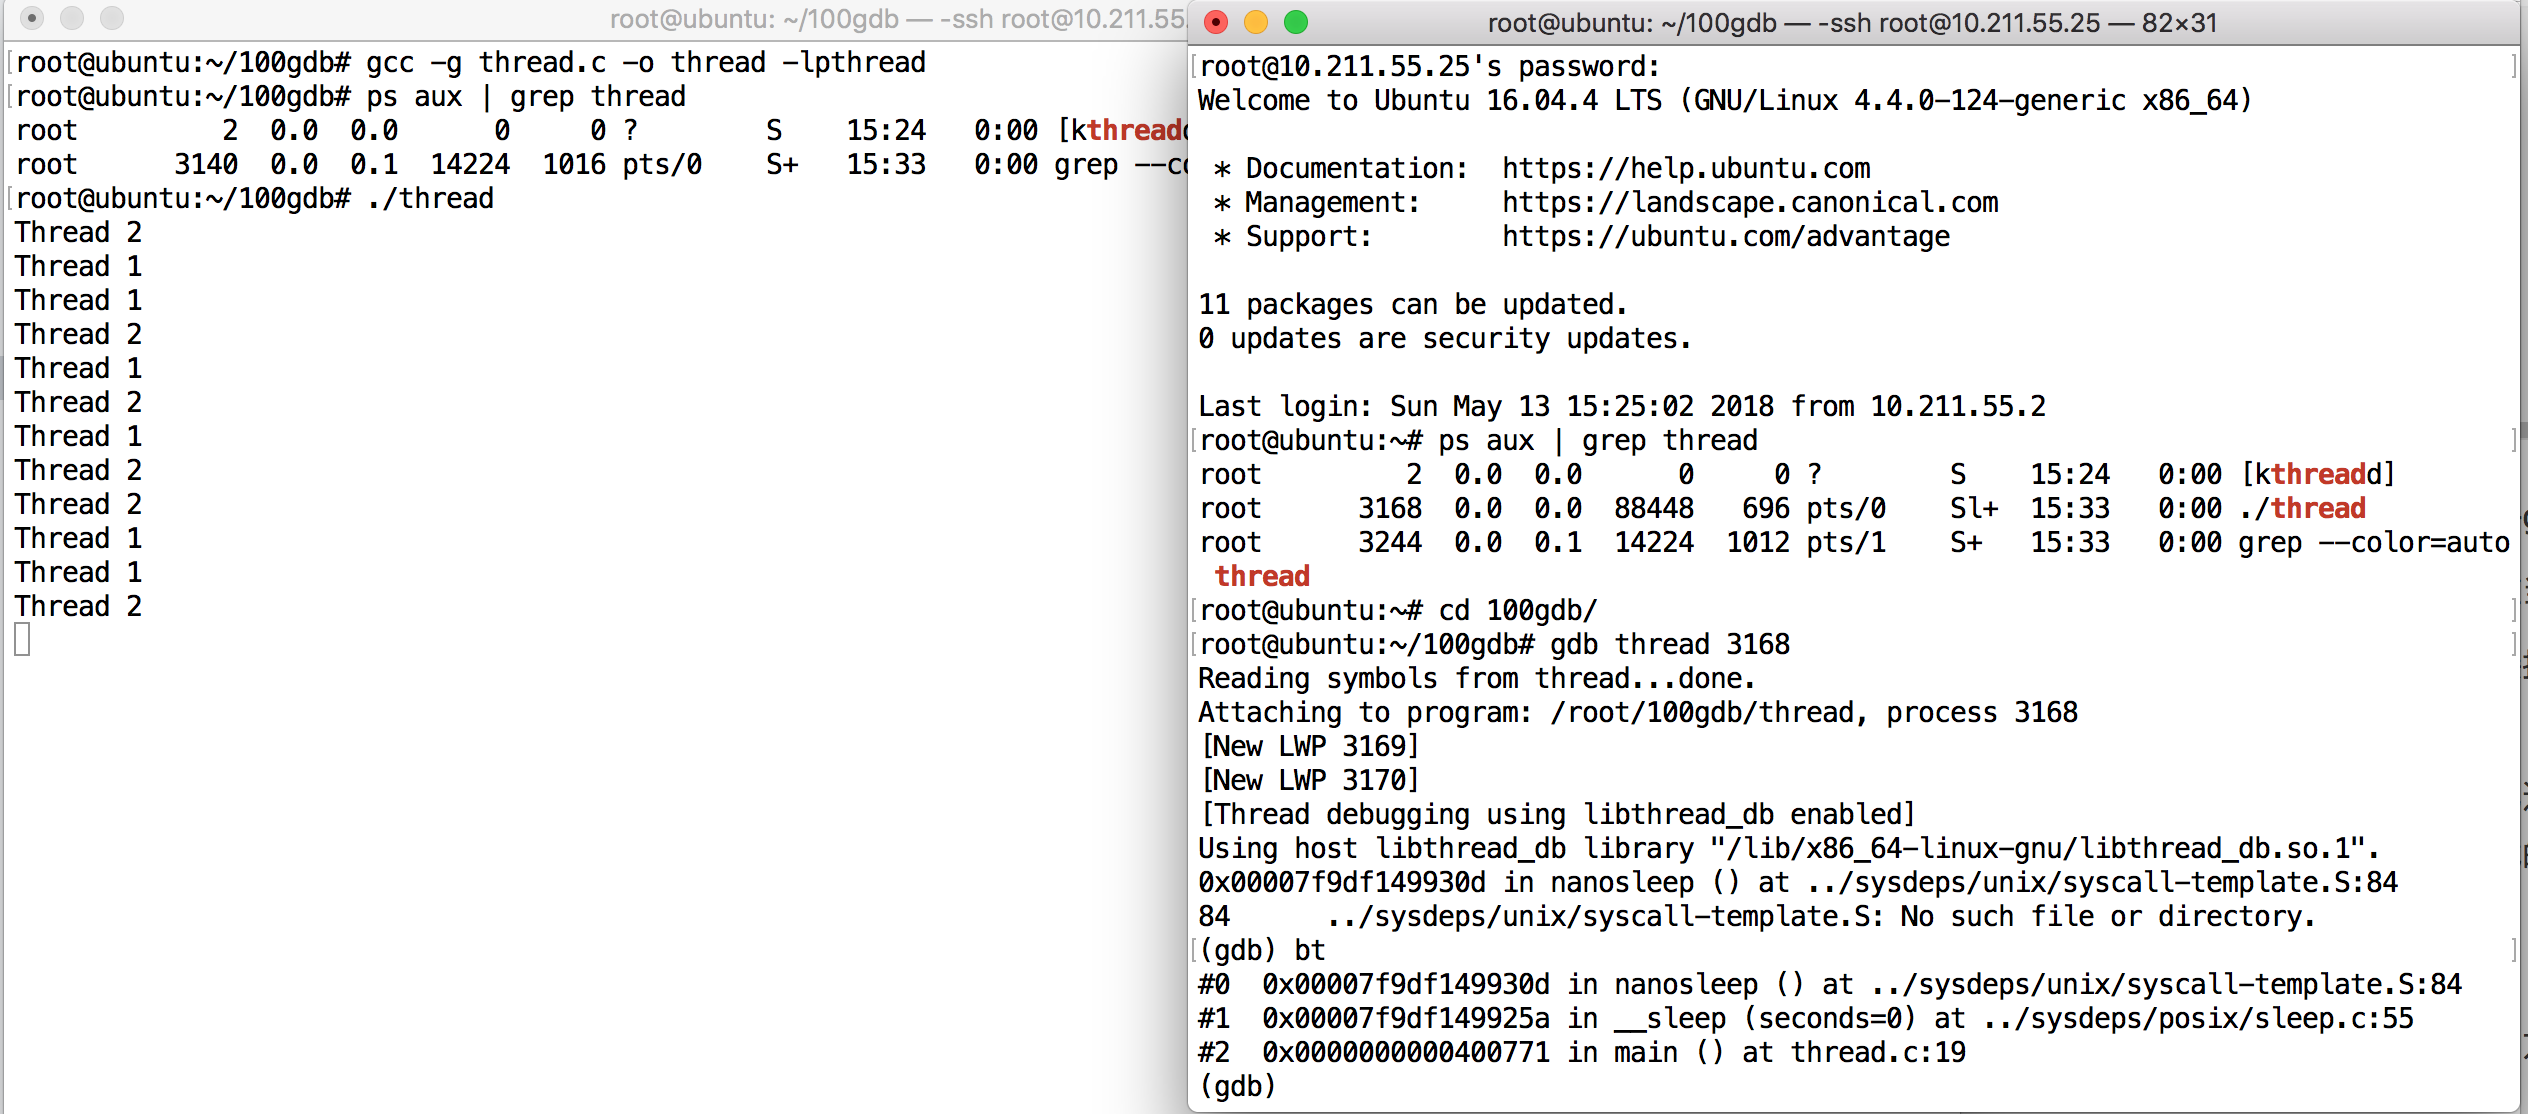 root@ubuntu: ~/100gdb — -ssh root@10.211.55.
root@ubuntu:~/100gdb# gcc -g thread.c -o thread -lpthread
root@ubuntu:~/100gdb# ps aux | grep thread
root         2  0.0  0.0      0     0 ?        S    15:24   0:00 [kthread
root      3140  0.0  0.1  14224  1016 pts/0    S+   15:33   0:00 grep --c
root@ubuntu:~/100gdb# ./thread
Thread 2
Thread 1
Thread 1
Thread 2
Thread 1
Thread 2
Thread 1
Thread 2
Thread 2
Thread 1
Thread 1
Thread 2
root@ubuntu: ~/100gdb — -ssh root@10.211.55.25 — 82×31
root@10.211.55.25's password:
Welcome to Ubuntu 16.04.4 LTS (GNU/Linux 4.4.0-124-generic x86_64)
 * Documentation:  https://help.ubuntu.com
 * Management:     https://landscape.canonical.com
 * Support:        https://ubuntu.com/advantage
11 packages can be updated.
0 updates are security updates.
Last login: Sun May 13 15:25:02 2018 from 10.211.55.2
root@ubuntu:~# ps aux | grep thread
root         2  0.0  0.0      0     0 ?        S    15:24   0:00 [kthreadd]
root      3168  0.0  0.0  88448   696 pts/0    Sl+  15:33   0:00 ./thread
root      3244  0.0  0.1  14224  1012 pts/1    S+   15:33   0:00 grep --color=auto
 thread
root@ubuntu:~# cd 100gdb/
root@ubuntu:~/100gdb# gdb thread 3168
Reading symbols from thread...done.
Attaching to program: /root/100gdb/thread, process 3168
[New LWP 3169]
[New LWP 3170]
[Thread debugging using libthread_db enabled]
Using host libthread_db library "/lib/x86_64-linux-gnu/libthread_db.so.1".
0x00007f9df149930d in nanosleep () at ../sysdeps/unix/syscall-template.S:84
84      ../sysdeps/unix/syscall-template.S: No such file or directory.
(gdb) bt
#0  0x00007f9df149930d in nanosleep () at ../sysdeps/unix/syscall-template.S:84
#1  0x00007f9df149925a in __sleep (seconds=0) at ../sysdeps/posix/sleep.c:55
#2  0x0000000000400771 in main () at thread.c:19
(gdb)